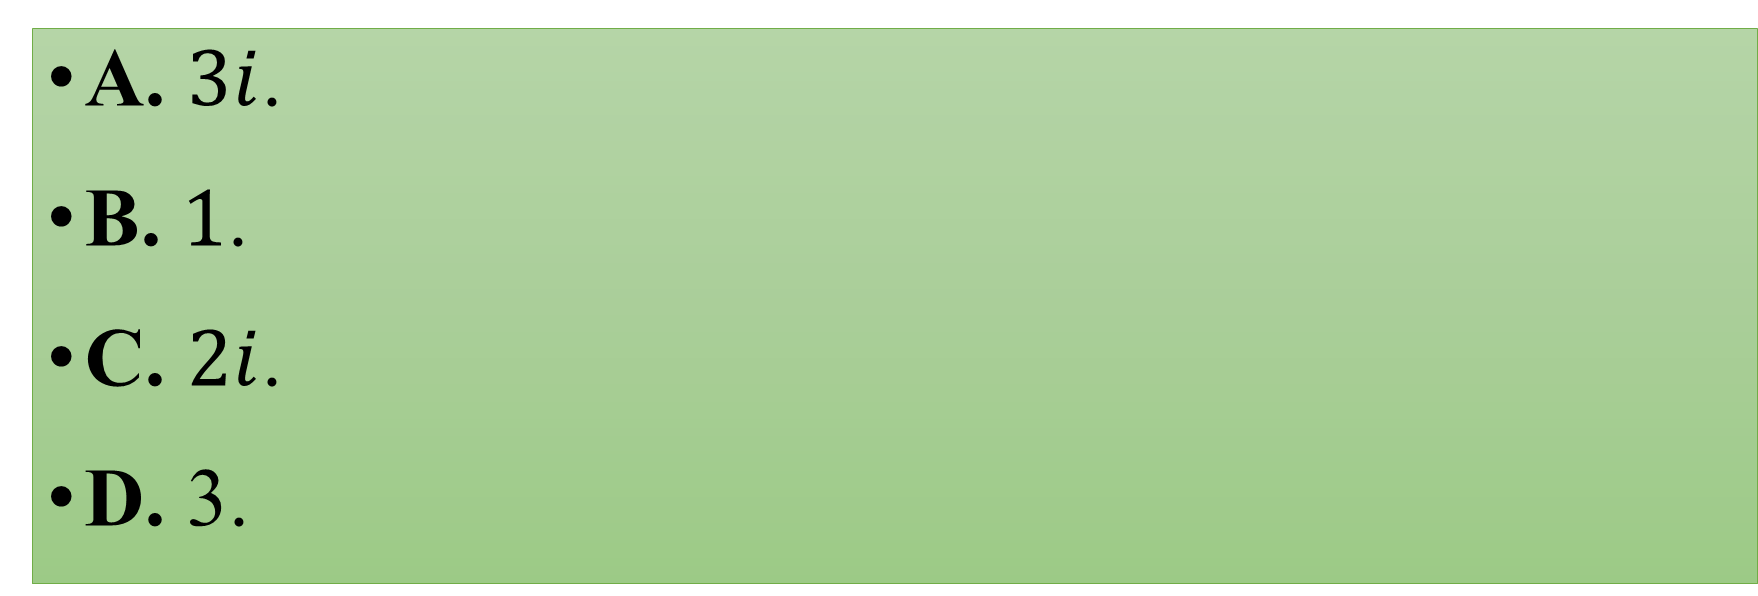 • A. 3i.
• B. 1.
• C. 2i.
• D. 3.